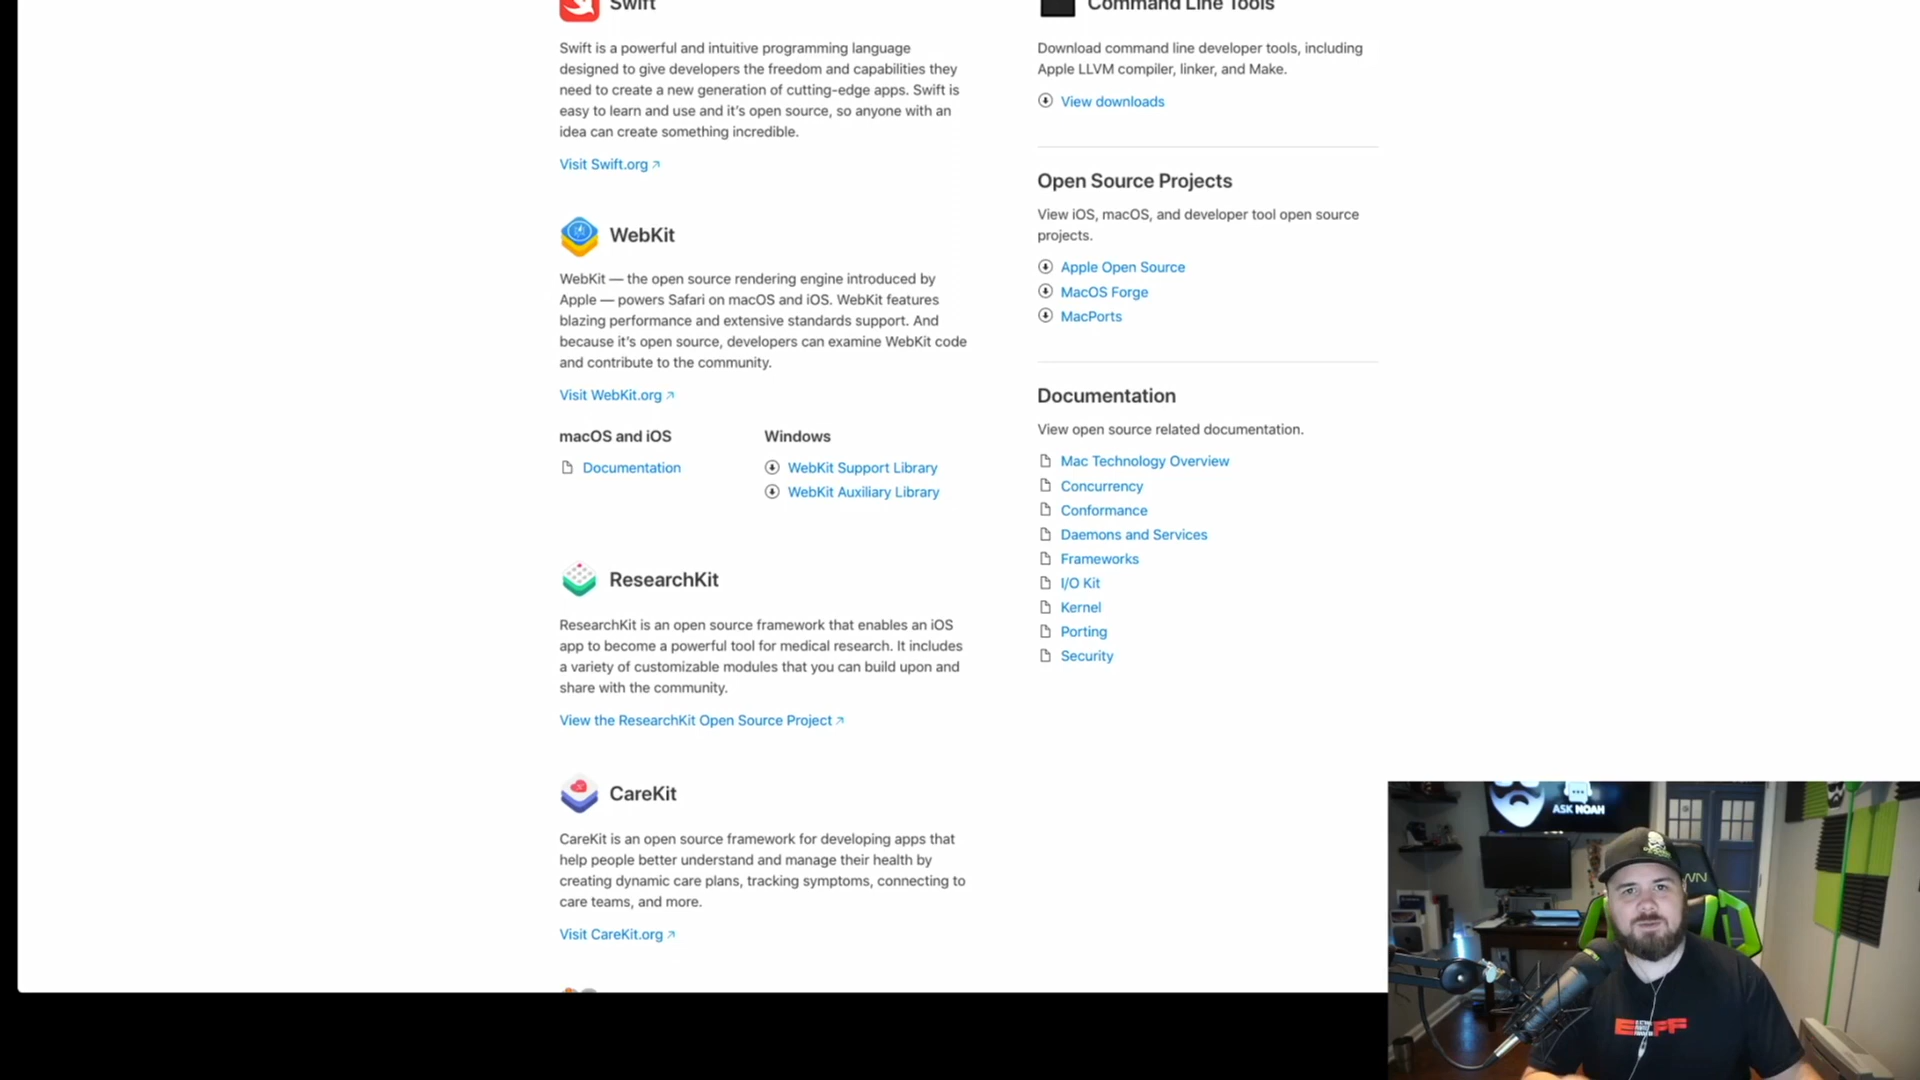 Swift
Swift is a powerful and intuitive programming language
designed to give developers the freedom and capabilities they
need to create a new generation of cutting-edge apps. Swift is
easy to learn and use and it's open source, so anyone with an
idea can create something incredible.
Visit Swift.org
WebKit
WebKit — the open source rendering engine introduced by
Apple — powers Safari on macOS and iOS. WebKit features
blazing performance and extensive standards support. And
because it's open source, developers can examine WebKit code
and contribute to the community.
Visit WebKit.org
macOS and iOS
Documentation
Windows
WebKit Support Library
WebKit Auxiliary Library
ResearchKit
ResearchKit is an open source framework that enables an iOS
app to become a powerful tool for medical research. It includes
a variety of customizable modules that you can build upon and
share with the community.
View the ResearchKit Open Source Project
CareKit
CareKit is an open source framework for developing apps that
help people better understand and manage their health by
creating dynamic care plans, tracking symptoms, connecting to
care teams, and more.
Visit CareKit.org
Command Line Tools
Download command line developer tools, including
Apple LLVM compiler, linker, and Make.
View downloads
Open Source Projects
View iOS, macOS, and developer tool open source
projects.
Apple Open Source
MacOS Forge
MacPorts
Documentation
View open source related documentation.
Mac Technology Overview
Concurrency
Conformance
Daemons and Services
Frameworks
I/O Kit
Kernel
Porting
Security
ASK NOAH